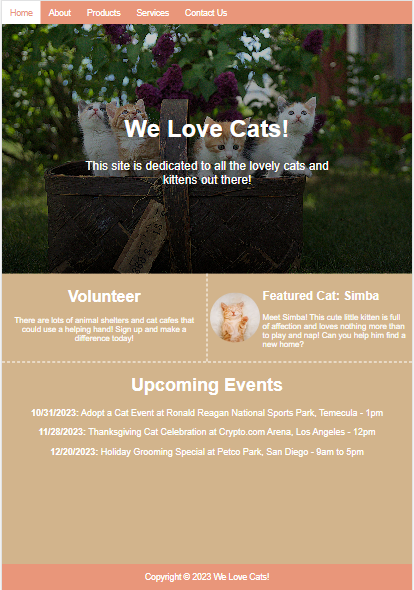 Home About Products Services Contact Us
We Love Cats!
This site is dedicated to all the lovely cats and
kittens out there!
Volunteer
There are lots of animal shelters and cat cafes that
could use a helping hand! Sign up and make a
difference today!
Featured Cat: Simba
Meet Simba! This cute little kitten is full
of affection and loves nothing more than
to play and nap! Can you help him find a
new home?
Upcoming Events
10/31/2023: Adopt a Cat Event at Ronald Reagan National Sports Park, Temecula - 1pm
11/28/2023: Thanksgiving Cat Celebration at Crypto.com Arena, Los Angeles - 12pm
12/20/2023: Holiday Grooming Special at Petco Park, San Diego - 9am to 5pm
Copyright © 2023 We Love Cats!